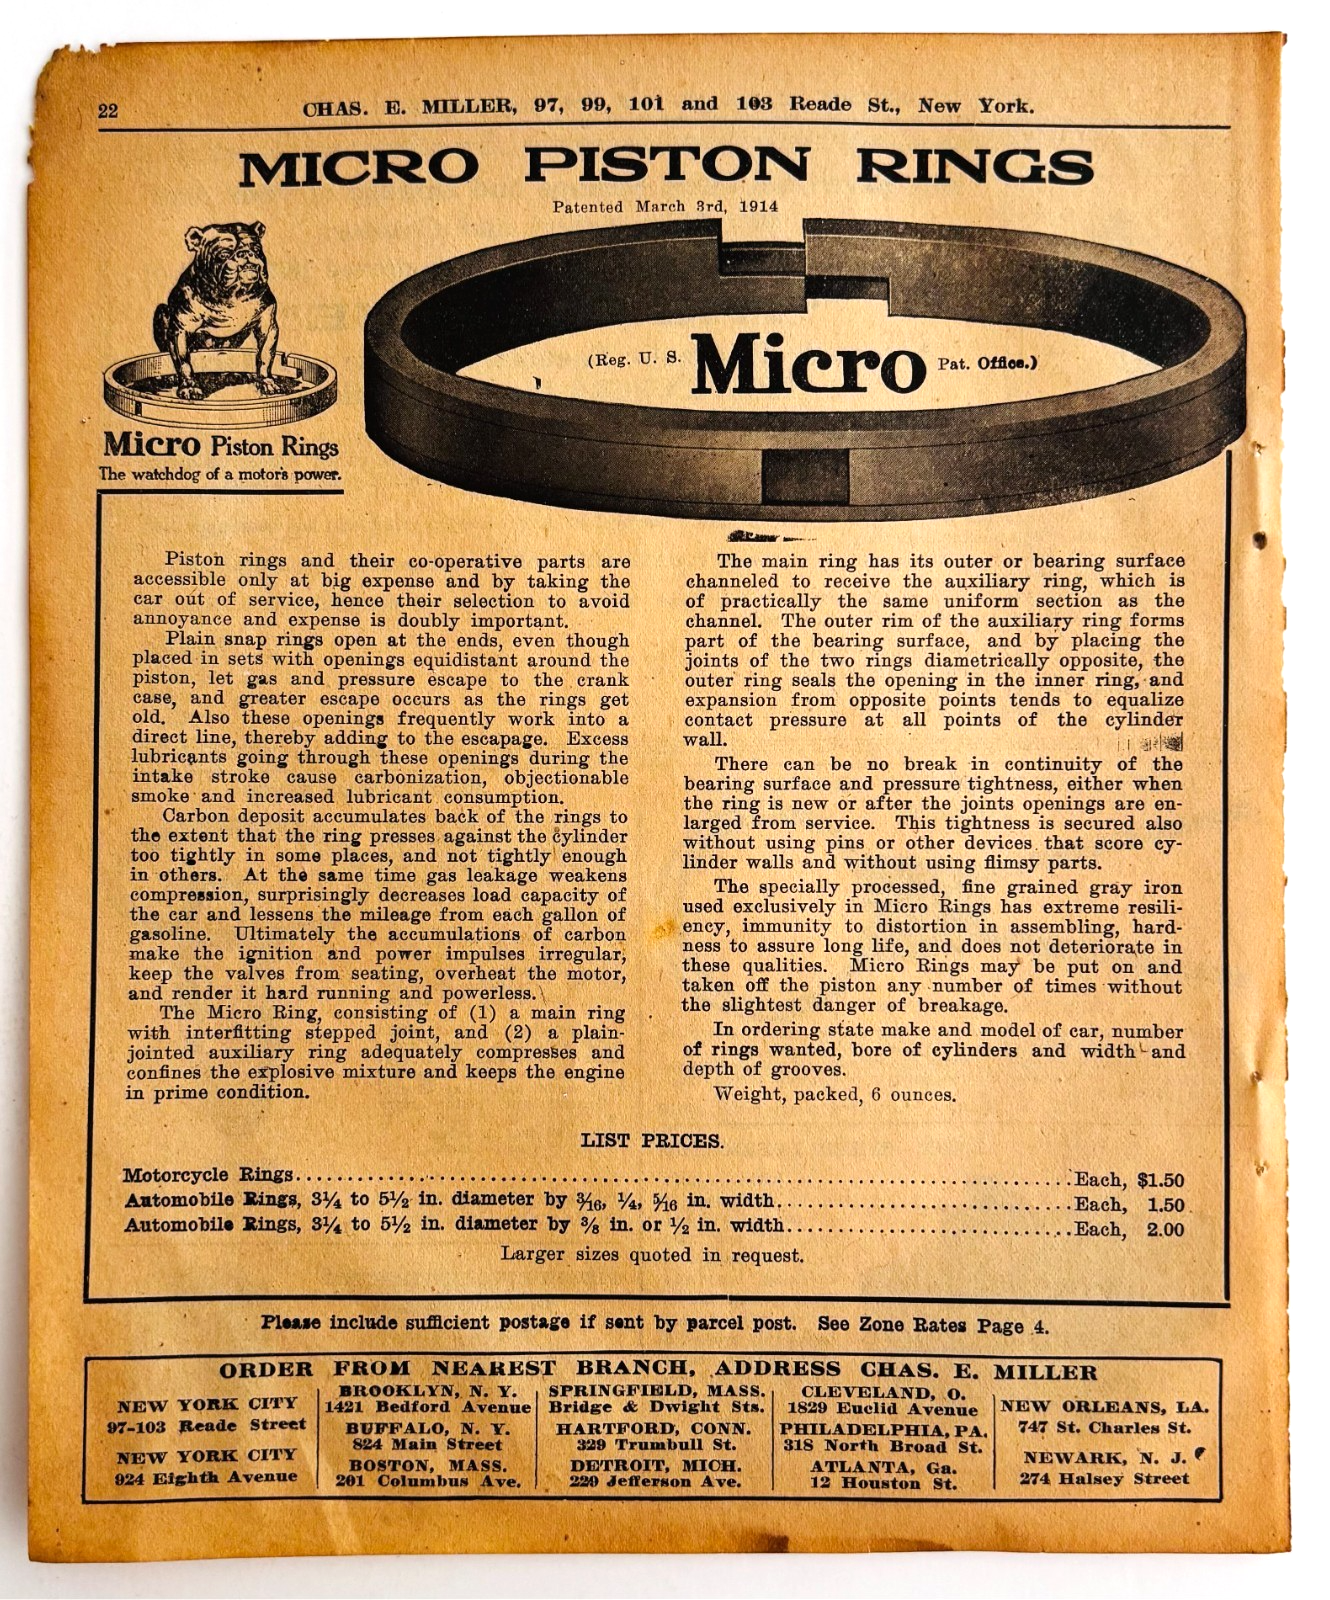 22
CHAS. E. MILLER, 97, 99, 101 and 103 Reade St., New York.
MICRO PISTON RINGS
Patented March 3rd, 1914
(Reg. U. S. Micro Pat. Office.)
Micro Piston Rings
The watchdog of a motor's power.
Piston rings and their co-operative parts are
accessible only at big expense and by taking the
car out of service, hence their selection to avoid
annoyance and expense is doubly important.
Plain snap rings open at the ends, even though
placed in sets with openings equidistant around the
piston, let gas and pressure escape to the crank
case, and greater escape occurs as the rings get
old. Also these openings frequently work into a
direct line, thereby adding to the escapage. Excess
lubricants going through these openings during the
intake stroke cause carbonization, objectionable
smoke and increased lubricant consumption.
Carbon deposit accumulates back of the rings to
the extent that the ring presses against the cylinder
too tightly in some places, and not tightly enough
in others. At the same time gas leakage weakens
compression, surprisingly decreases load capacity of
the car and lessens the mileage from each gallon of
gasoline. Ultimately the accumulations of carbon
make the ignition and power impulses irregular,
keep the valves from seating, overheat the motor,
and render it hard running and powerless.
The Micro Ring, consisting of (1) a main ring
with interfitting stepped joint, and (2) a plain-
jointed auxiliary ring adequately compresses and
confines the explosive mixture and keeps the engine
in prime condition.
The main ring has its outer or bearing surface
channeled to receive the auxiliary ring, which is
of practically the same uniform section as the
channel. The outer rim of the auxiliary ring forms
part of the bearing surface, and by placing the
joints of the two rings diametrically opposite, the
outer ring seals the opening in the inner ring, and
expansion from opposite points tends to equalize
contact pressure at all points of the cylinder
wall.
There can be no break in continuity of the
bearing surface and pressure tightness, either when
the ring is new or after the joints openings are en-
larged from service. This tightness is secured also
without using pins or other devices that score cy-
linder walls and without using flimsy parts.
The specially processed, fine grained gray iron
used exclusively in Micro Rings has extreme resili-
ency, immunity to distortion in assembling, hard-
ness to assure long life, and does not deteriorate in
these qualities. Micro Rings may be put on and
taken off the piston any number of times without
the slightest danger of breakage.
In ordering state make and model of car, number
of rings wanted, bore of cylinders and width and
depth of grooves.
Weight, packed, 6 ounces.
LIST PRICES.
Motorcycle Rings........Each, $1.50
Automobile Rings, 3¼ to 5½ in. diameter by 3/16, ¼, 5/16 in. width........Each, 1.50
Automobile Rings, 3¼ to 5½ in. diameter by ⅜ in. or ½ in. width........Each, 2.00
Larger sizes quoted in request.
Please include sufficient postage if sent by parcel post. See Zone Rates Page 4.
ORDER FROM NEAREST BRANCH, ADDRESS CHAS. E. MILLER
NEW YORK CITY
97-103 Reade Street
NEW YORK CITY
924 Eighth Avenue
BROOKLYN, N. Y.
1421 Bedford Avenue
BUFFALO, N. Y.
824 Main Street
BOSTON, MASS.
201 Columbus Ave.
SPRINGFIELD, MASS.
Bridge & Dwight Sts.
HARTFORD, CONN.
329 Trumbull St.
DETROIT, MICH.
220 Jefferson Ave.
CLEVELAND, O.
1829 Euclid Avenue
PHILADELPHIA, PA.
318 North Broad St.
ATLANTA, Ga.
12 Houston St.
NEW ORLEANS, LA.
747 St. Charles St.
NEWARK, N. J.
274 Halsey Street